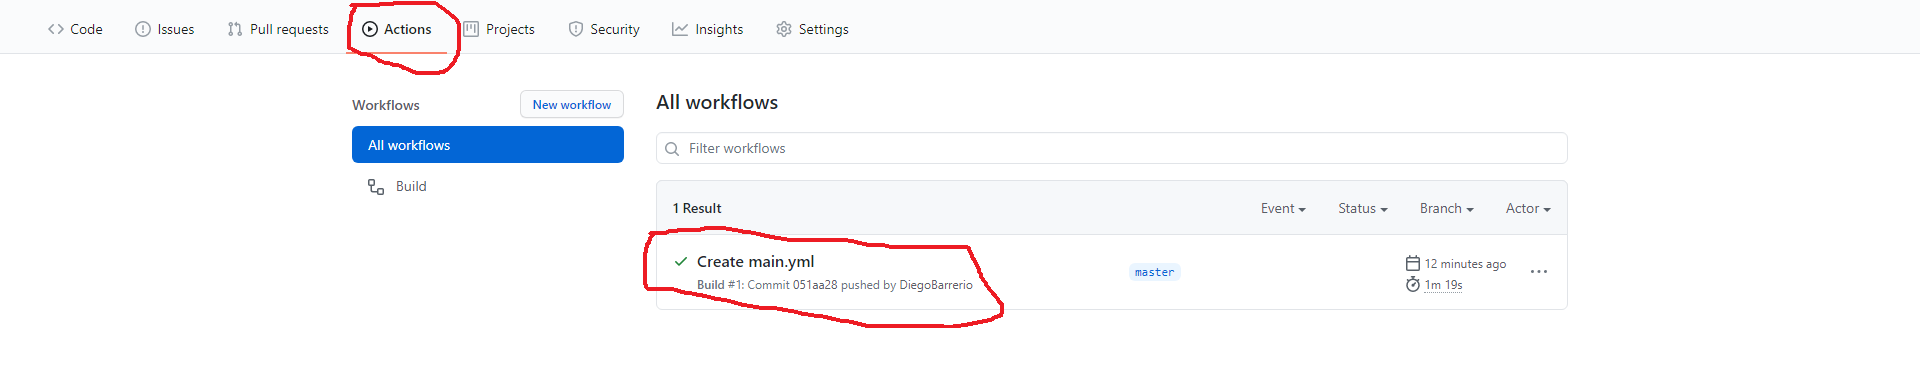 Code Issues Pull requests Actions Projects Security Insights Settings
Workflows New workflow
All workflows
Build
All workflows
Filter workflows
1 Result Event Status Branch Actor
Create main.yml
Build #1: Commit 051aa28 pushed by DiegoBarrerio
master
12 minutes ago
1m 19s